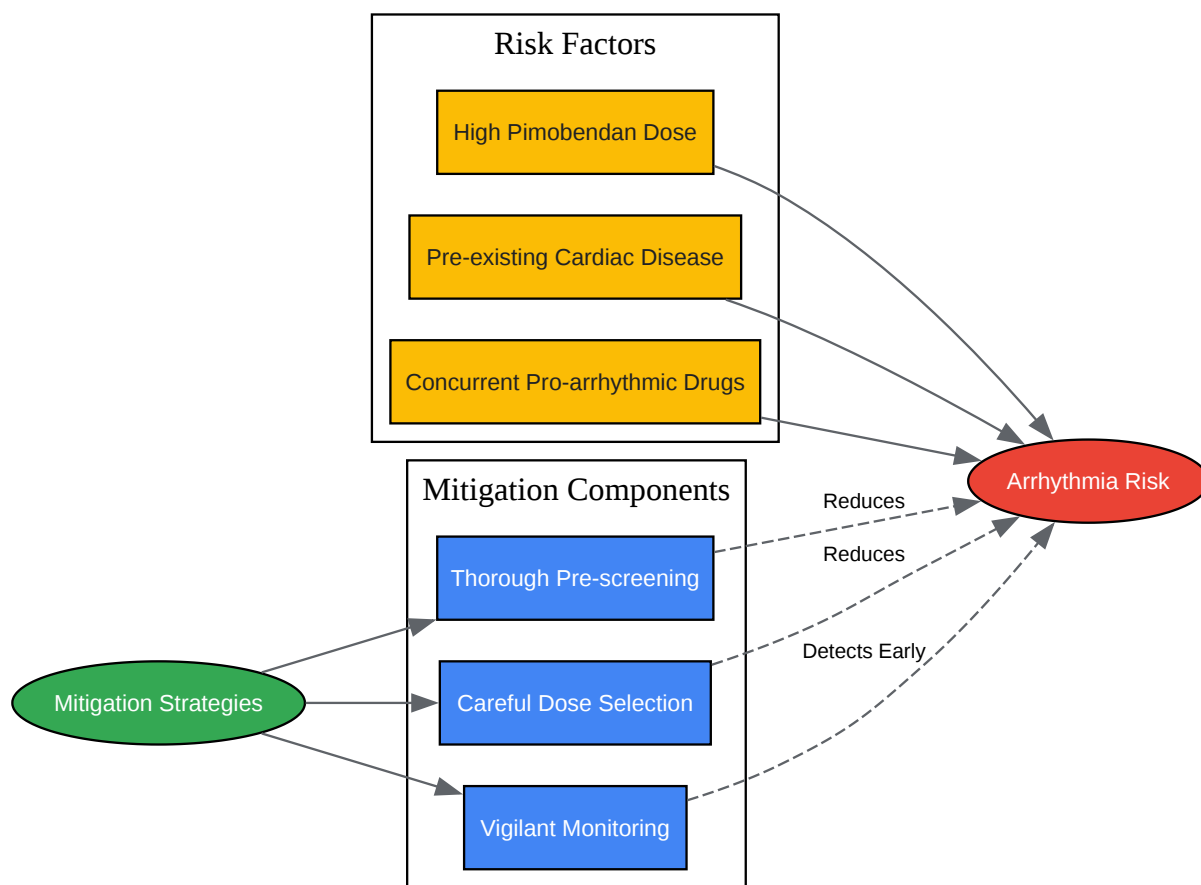 Risk Factors
High Pimobendan Dose
Pre-existing Cardiac Disease
Concurrent Pro-arrhythmic Drugs
Arrhythmia Risk
Mitigation Components
Reduces
Thorough Pre-screening
Reduces
Detects Early
Mitigation Strategies
Careful Dose Selection
Vigilant Monitoring